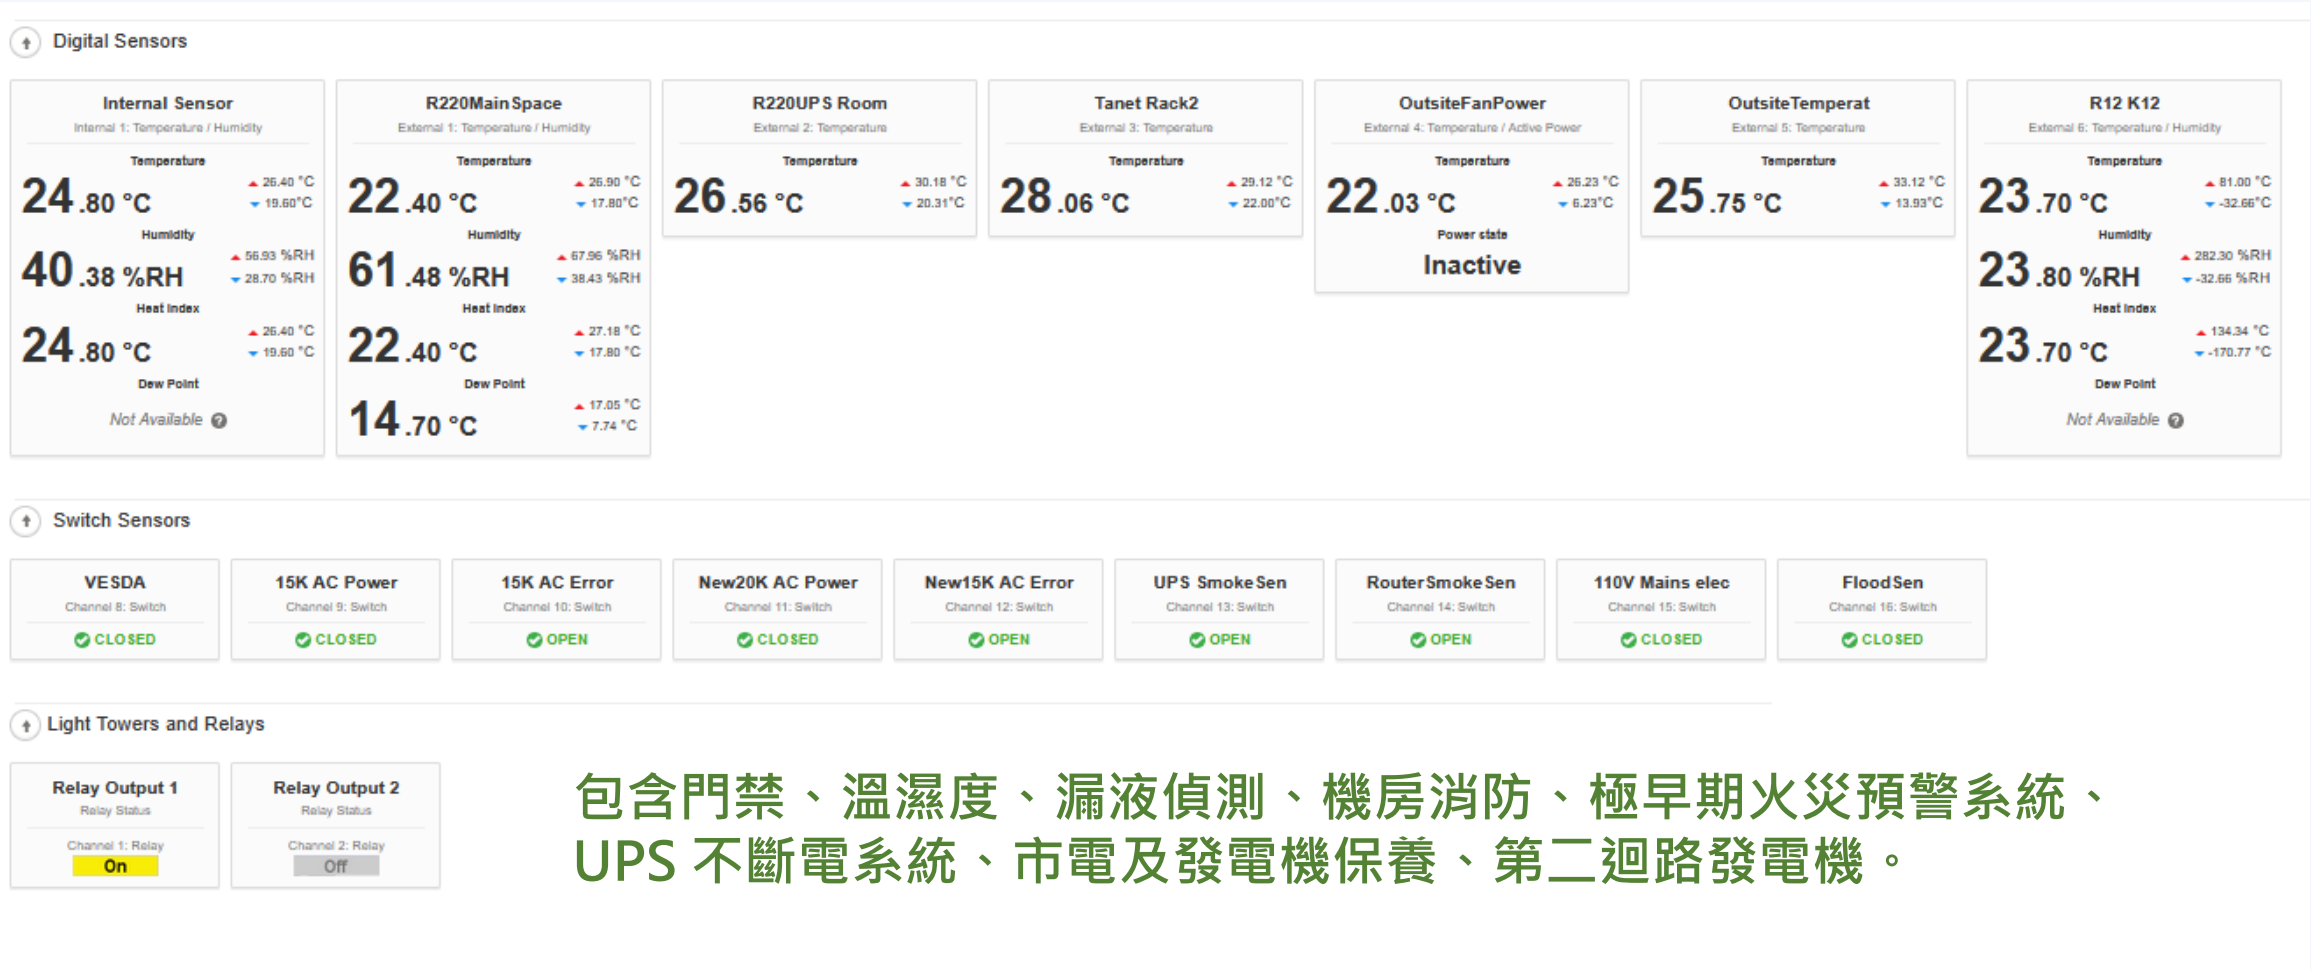 Digital Sensors
Internal Sensor
Internal 1: Temperature / Humidity
Temperature
24.80 °C
26.40 °C
19.60°C
Humidity
40.38 %RH
56.93 %RH
28.70 %RH
Heat Index
24.80 °C
26.40 °C
19.60 °C
Dew Point
Not Available
R220MainSpace
External 1: Temperature / Humidity
Temperature
22.40 °C
26.90 °C
17.80°C
Humidity
61.48 %RH
67.96 %RH
38.43 %RH
Heat Index
22.40 °C
27.18 °C
17.80 °C
Dew Point
14.70 °C
17.05 °C
7.74 °C
R220UPS Room
External 2: Temperature
Temperature
26.56 °C
30.18 °C
20.31°C
Tanet Rack2
External 3: Temperature
Temperature
28.06 °C
29.12 °C
22.00°C
OutsiteFanPower
External 4: Temperature / Active Power
Temperature
22.03 °C
26.23 °C
6.23°C
Power state
Inactive
OutsiteTemperat
External 5: Temperature
Temperature
25.75 °C
33.12 °C
13.93°C
R12 K12
External 6: Temperature / Humidity
Temperature
23.70 °C
81.00 °C
-32.66°C
Humidity
23.80 %RH
282.30 %RH
-32.66 %RH
Heat Index
23.70 °C
134.34 °C
-170.77 °C
Dew Point
Not Available
Switch Sensors
VESDA
Channel 8: Switch
CLOSED
15K AC Power
Channel 9: Switch
CLOSED
15K AC Error
Channel 10: Switch
OPEN
New20K AC Power
Channel 11: Switch
CLOSED
New15K AC Error
Channel 12: Switch
OPEN
UPS SmokeSen
Channel 13: Switch
OPEN
RouterSmokeSen
Channel 14: Switch
OPEN
110V Mains elec
Channel 15: Switch
CLOSED
FloodSen
Channel 16: Switch
CLOSED
Light Towers and Relays
Relay Output 1
Relay Status
Channel 1: Relay
On
Relay Output 2
Relay Status
Channel 2: Relay
Off
包含門禁、溫濕度、漏液偵測、機房消防、極早期火災預警系統、
UPS 不斷電系統、市電及發電機保養、第二迴路發電機。